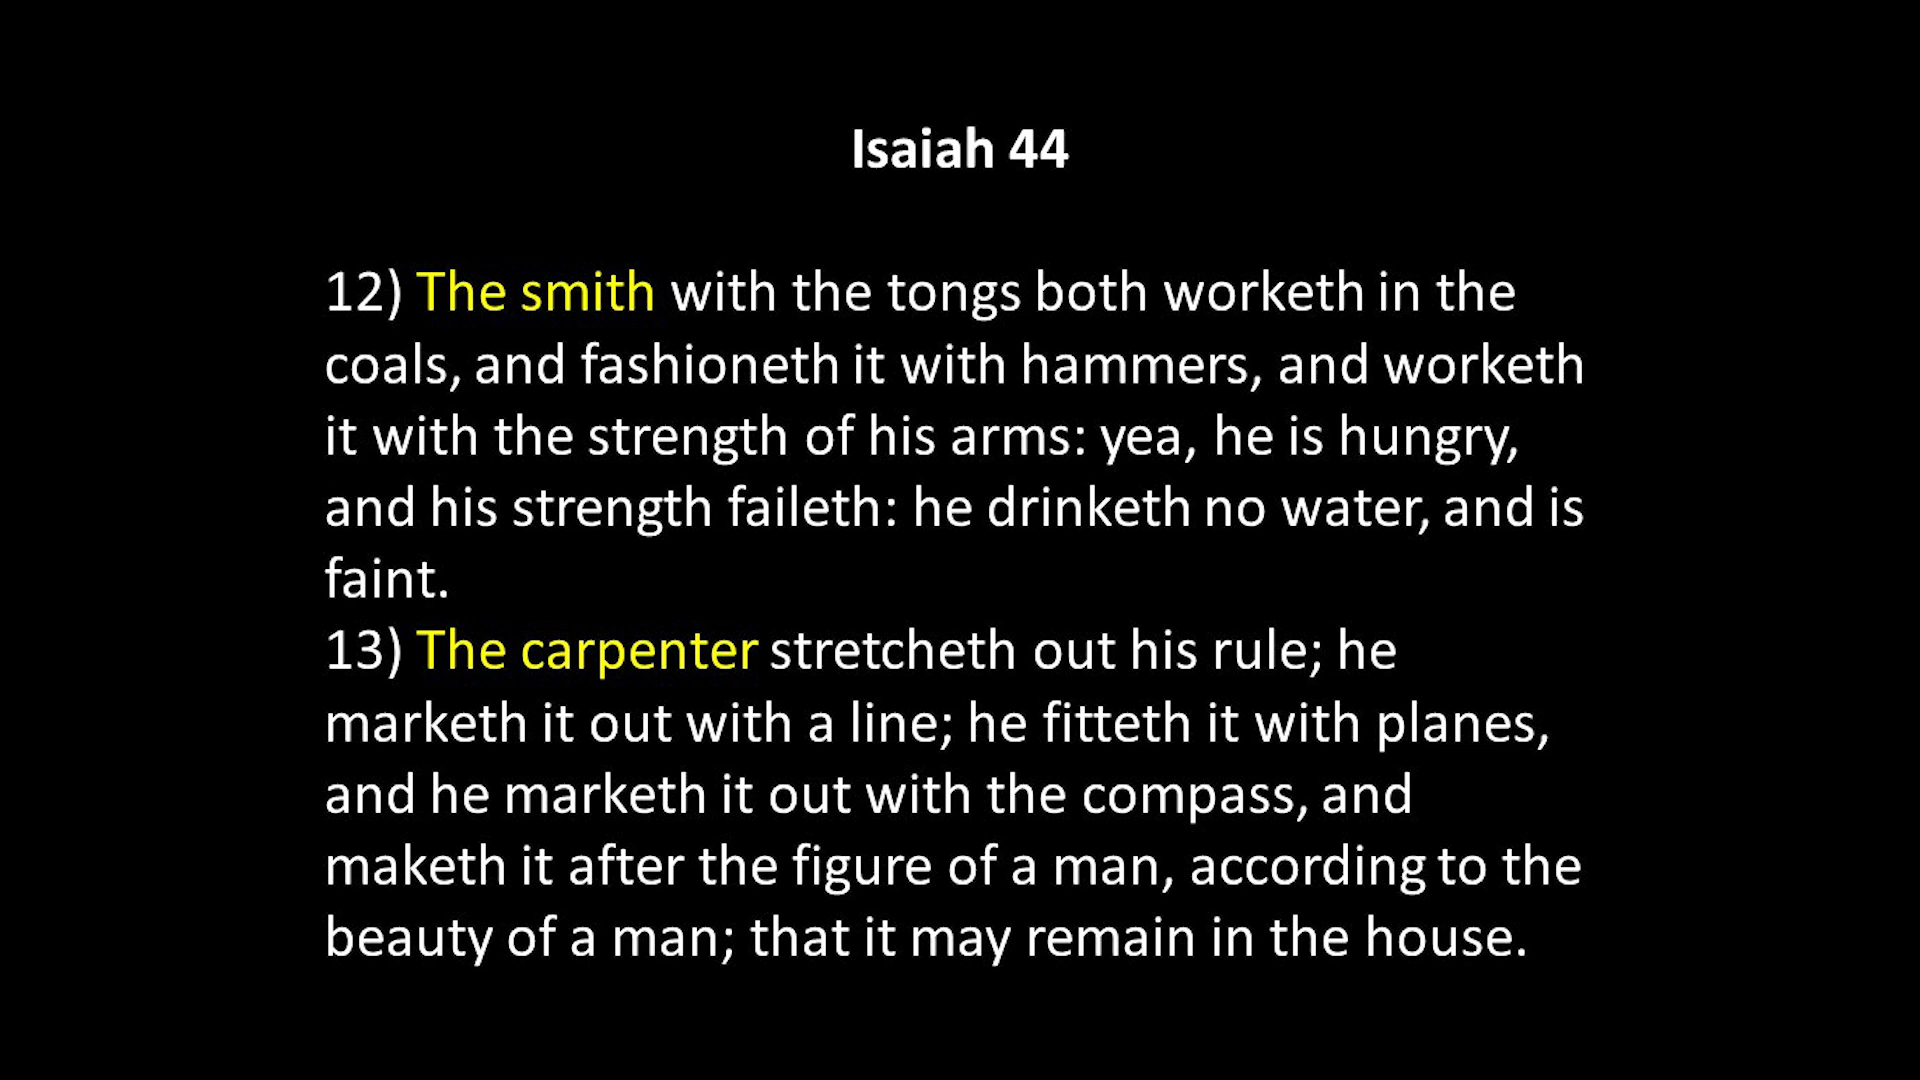 Isaiah 44
12) The smith with the tongs both worketh in the
coals, and fashioneth it with hammers, and worketh
it with the strength of his arms: yea, he is hungry,
and his strength faileth: he drinketh no water, and is
faint.
13) The carpenter stretcheth out his rule; he
marketh it out with a line; he fitteth it with planes,
and he marketh it out with the compass, and
maketh it after the figure of a man, according to the
beauty of a man; that it may remain in the house.